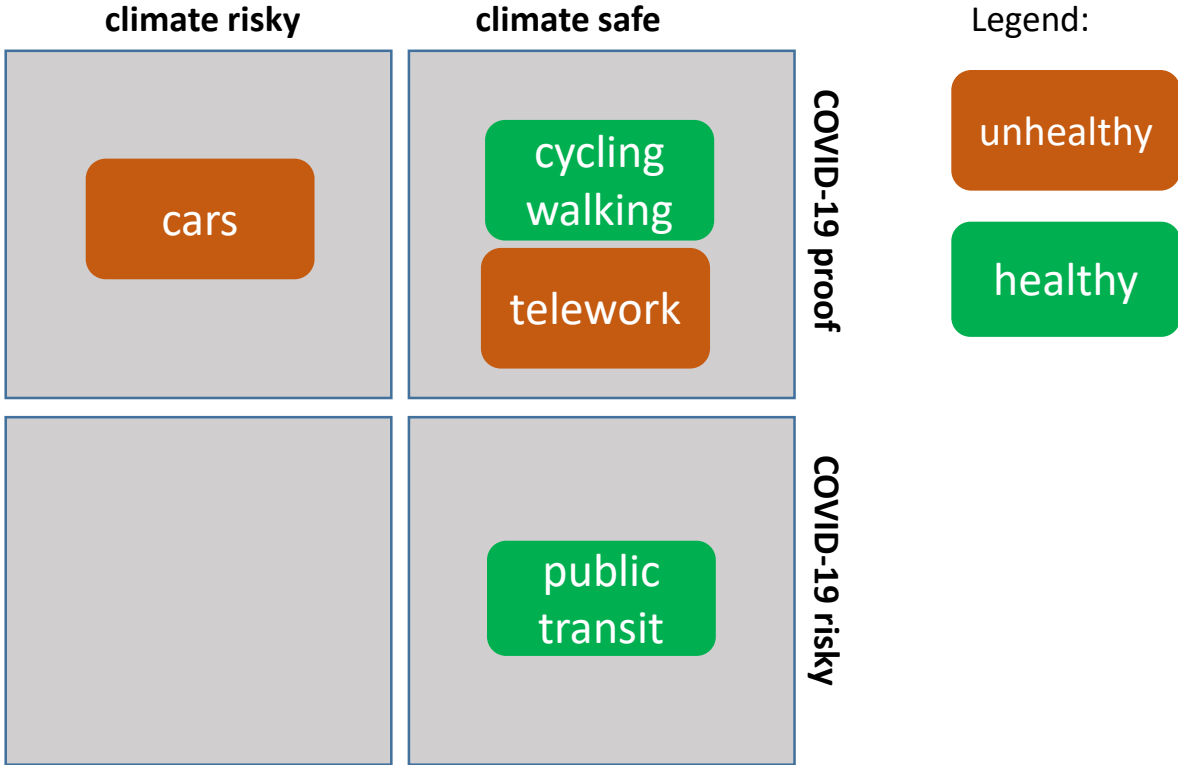 climate risky
climate safe
Legend:
cars
cycling
walking
telework
COVID-19 proof
unhealthy
healthy
public
transit
COVID-19 risky